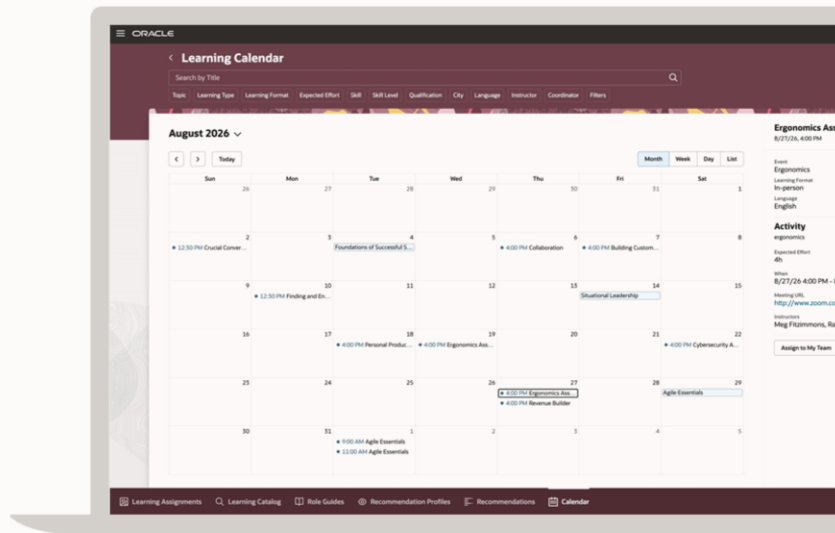 ORACLE
Learning Calendar
Search by Title
Topic Learning Type Learning Format Expected Effort Skill Skill Level Qualification City Language Instructor Coordinator Filters
August 2026
Today
Month Week Day List
Sun Mon Tue Wed Thu Fri Sat
26 27 28 29 30 31 1
2 3 4 5 6 7 8
12:30 PM Crucial Conver... Foundations of Successful S... 4:00 PM Collaboration 4:00 PM Building Custom...
9 10 11 12 13 14 15
12:30 PM Finding and En... Situational Leadership
16 17 18 19 20 21 22
4:00 PM Personal Produc... 4:00 PM Ergonomics Ass... 4:00 PM Cybersecurity A...
23 24 25 26 27 28 29
4:00 PM Ergonomics Ass... Agile Essentials
4:00 PM Revenue Builder
30 31 1 2 3 4 5
9:00 AM Agile Essentials
11:00 AM Agile Essentials
Ergonomics Ass
8/27/26, 4:00 PM
Event
Ergonomics
Learning Format
In-person
Language
English
Activity
ergonomics
Expected Effort
4h
When
8/27/26 4:00 PM -
Meeting URL
http://www.zoom.co
Instructors
Meg Fitzimmons, Ra
Assign to My Team
Learning Assignments Learning Catalog Role Guides Recommendation Profiles Recommendations Calendar